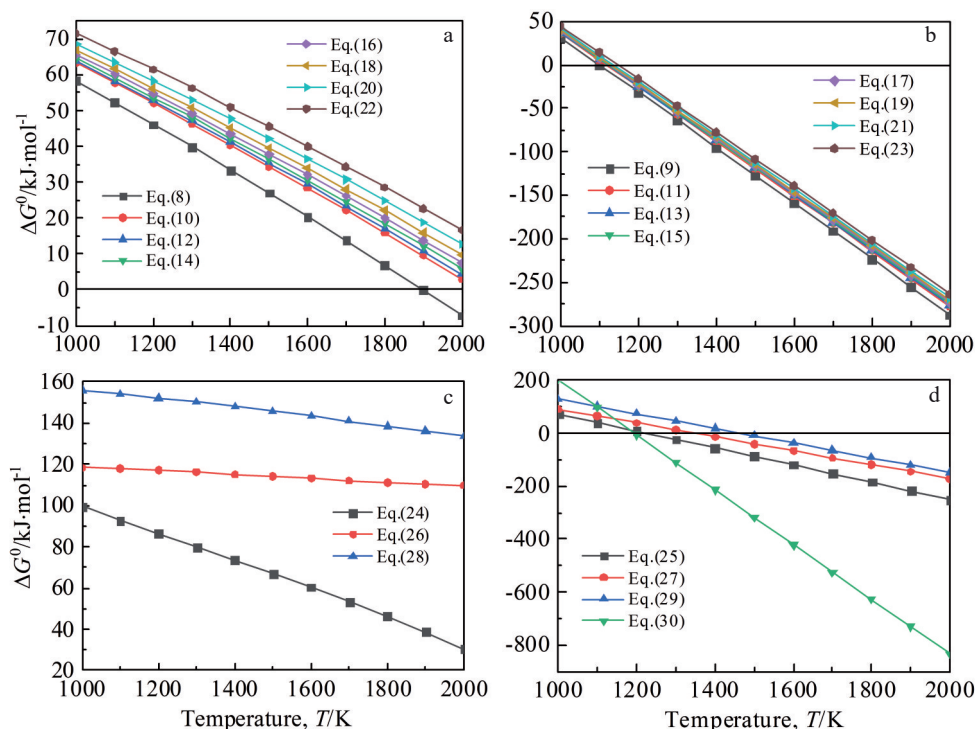 a
70
60
50
40
30
20
10
0
-10
ΔG⁰/kJ·mol⁻¹
Eq.(16)
Eq.(18)
Eq.(20)
Eq.(22)
Eq.(8)
Eq.(10)
Eq.(12)
Eq.(14)
1000 1200 1400 1600 1800 2000
b
50
0
-50
-100
-150
-200
-250
-300
Eq.(17)
Eq.(19)
Eq.(21)
Eq.(23)
Eq.(9)
Eq.(11)
Eq.(13)
Eq.(15)
1000 1200 1400 1600 1800 2000
c
160
140
120
100
80
60
40
20
ΔG⁰/kJ·mol⁻¹
Eq.(24)
Eq.(26)
Eq.(28)
1000 1200 1400 1600 1800 2000
Temperature, T/K
d
200
0
-200
-400
-600
-800
Eq.(25)
Eq.(27)
Eq.(29)
Eq.(30)
1000 1200 1400 1600 1800 2000
Temperature, T/K